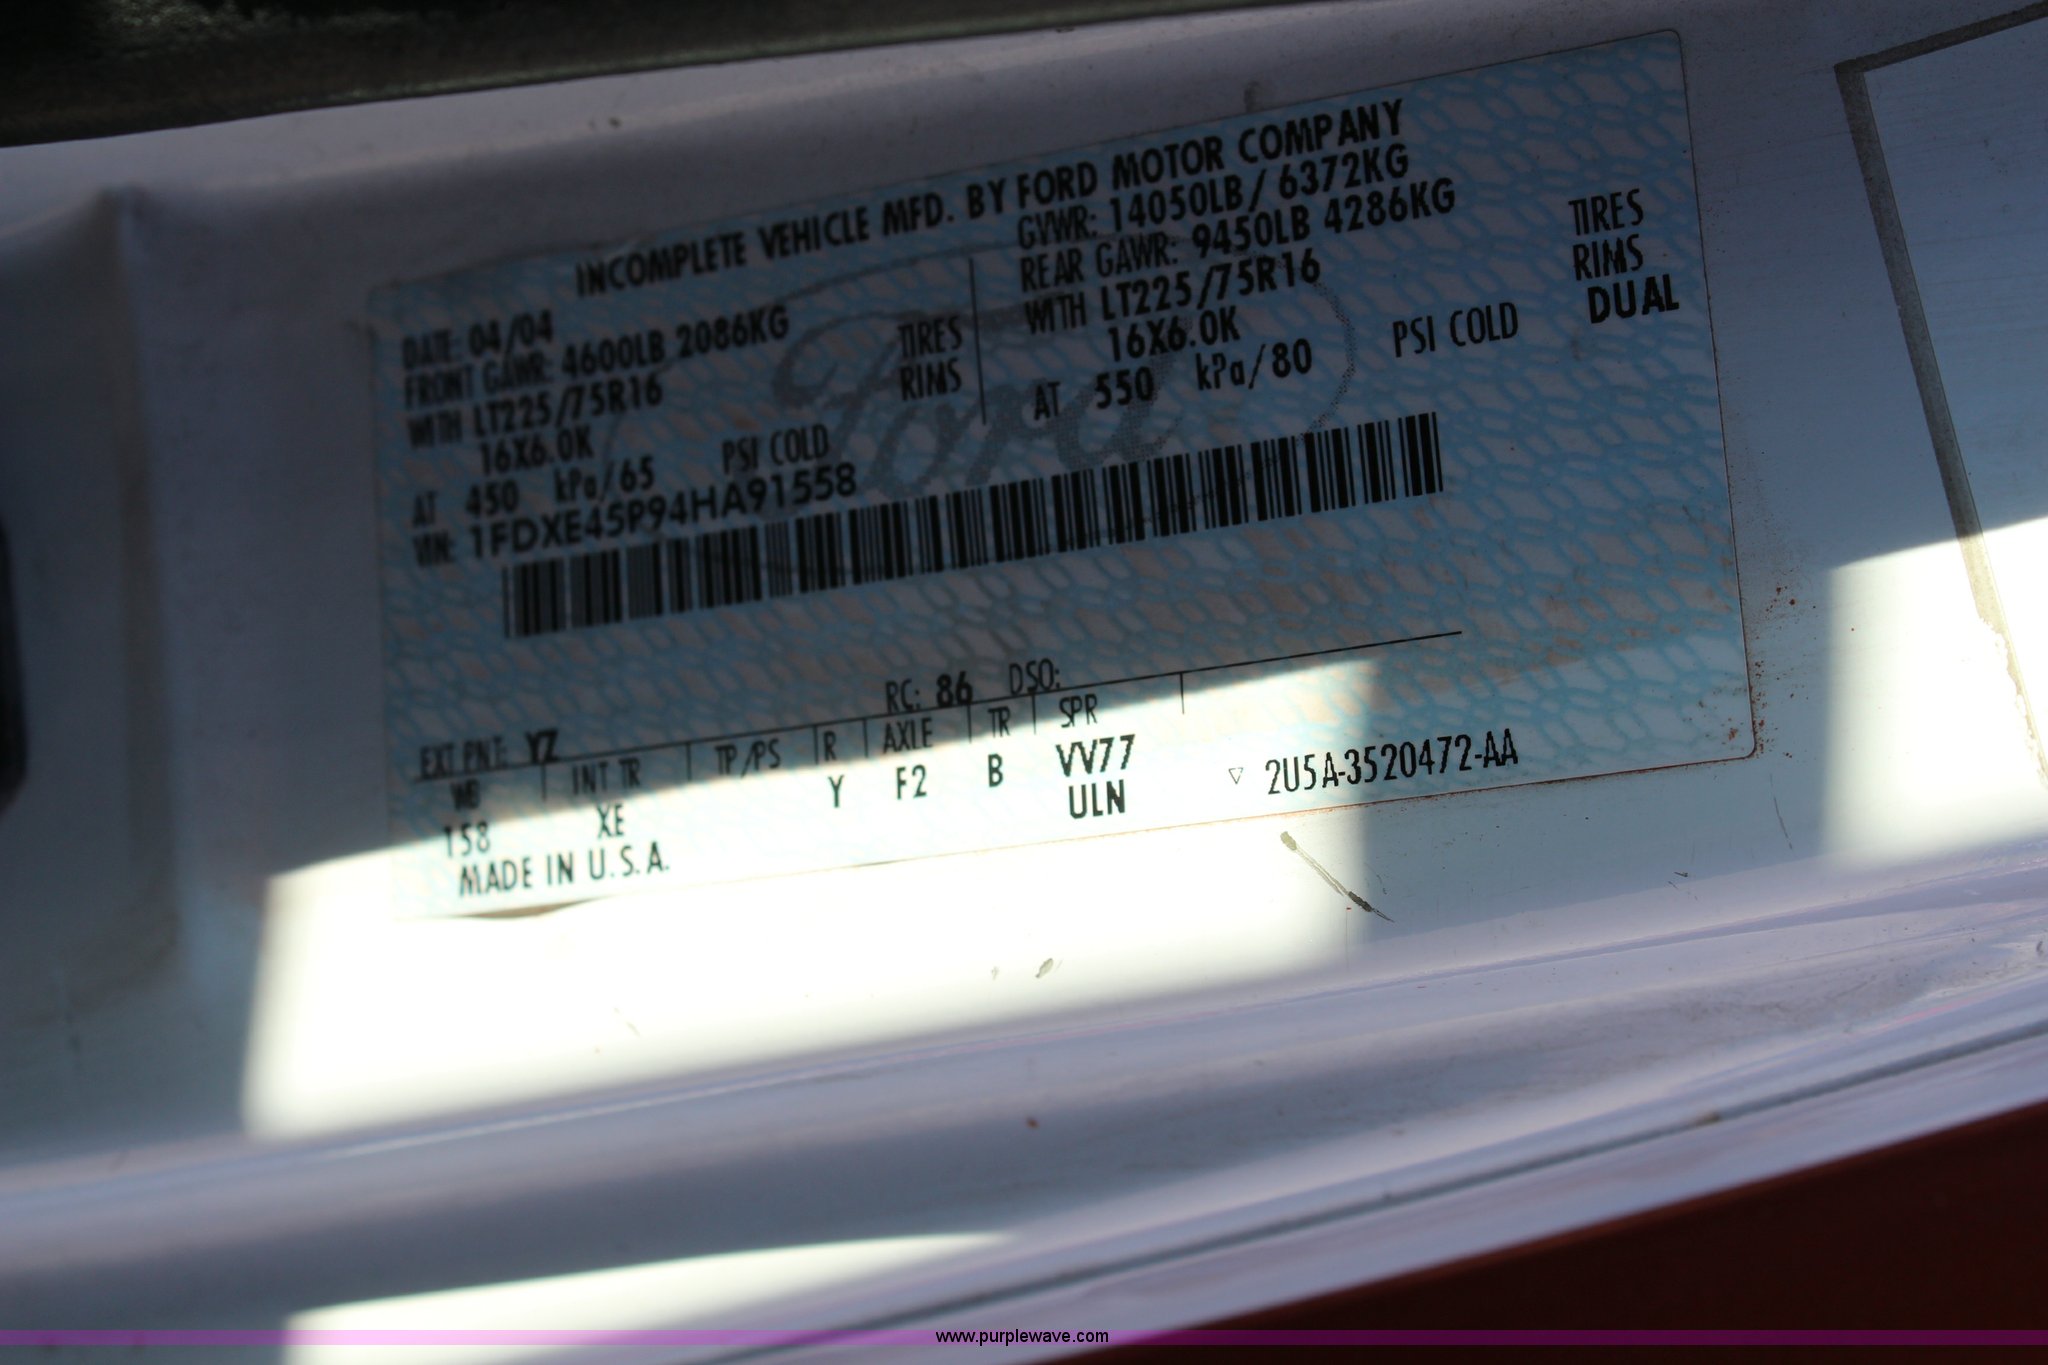 INCOMPLETE VEHICLE MFD. BY FORD MOTOR COMPANY
DATE: 04/04
GVWR: 14050LB/ 6372KG
FRONT GAWR: 4600LB 2086KG
REAR GAWR: 9450LB 4286KG
WITH LT225/75R16 TIRES
WITH LT225/75R16 TIRES
16X6.0K RIMS
16X6.0K RIMS
AT 450 kPa/65 PSI COLD
AT 550 kPa/80 PSI COLD DUAL
VIN: 1FDXE45P94HA91558
Ford
EXT PNT: YZ RC: 86 DSO:
WB INT TR TP/PS R AXLE TR SPR
158 XE Y F2 B VV77
MADE IN U.S.A. ULN ▽ 2U5A-3520472-AA
www.purplewave.com